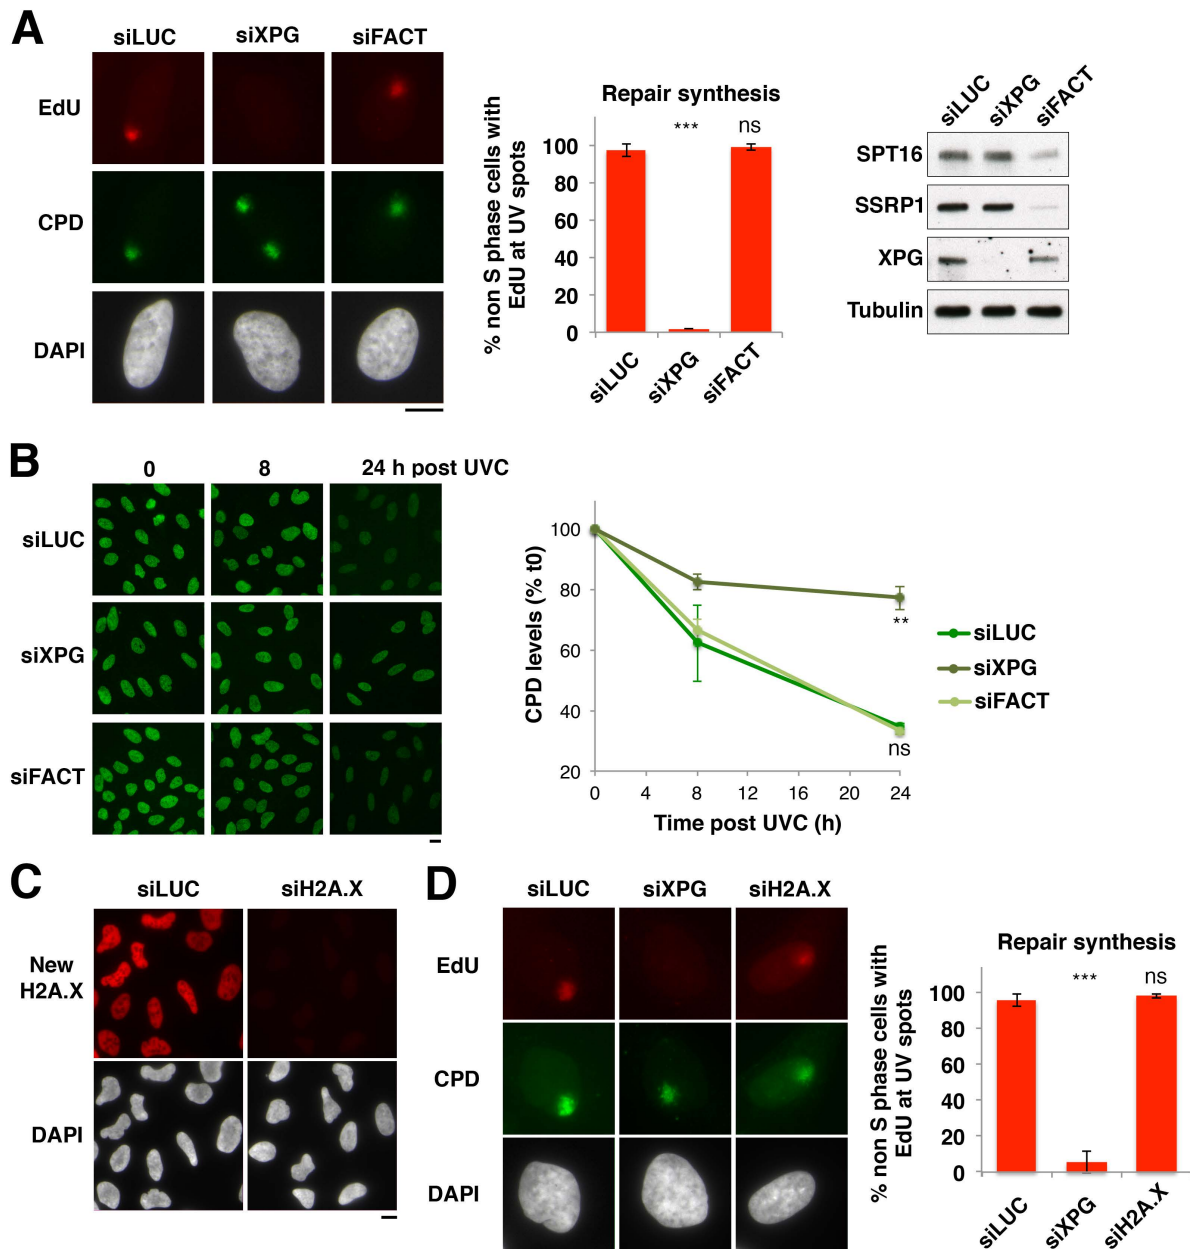 A
siLUC siXPG siFACT
EdU
CPD
DAPI
Repair synthesis
% non S phase cells with
EdU at UV spots
100
80
60
40
20
0
***
ns
siLUC siXPG siFACT
siLUC siXPG siFACT
SPT16
SSRP1
XPG
Tubulin
B
0 8 24 h post UVC
siLUC
siXPG
siFACT
CPD levels (% t0)
100
80
60
40
20
**
ns
0 4 8 12 16 20 24
Time post UVC (h)
siLUC
siXPG
siFACT
C
siLUC siH2A.X
New
H2A.X
DAPI
D
siLUC siXPG siH2A.X
EdU
CPD
DAPI
Repair synthesis
% non S phase cells with
EdU at UV spots
100
80
60
40
20
0
***
ns
siLUC siXPG siH2A.X